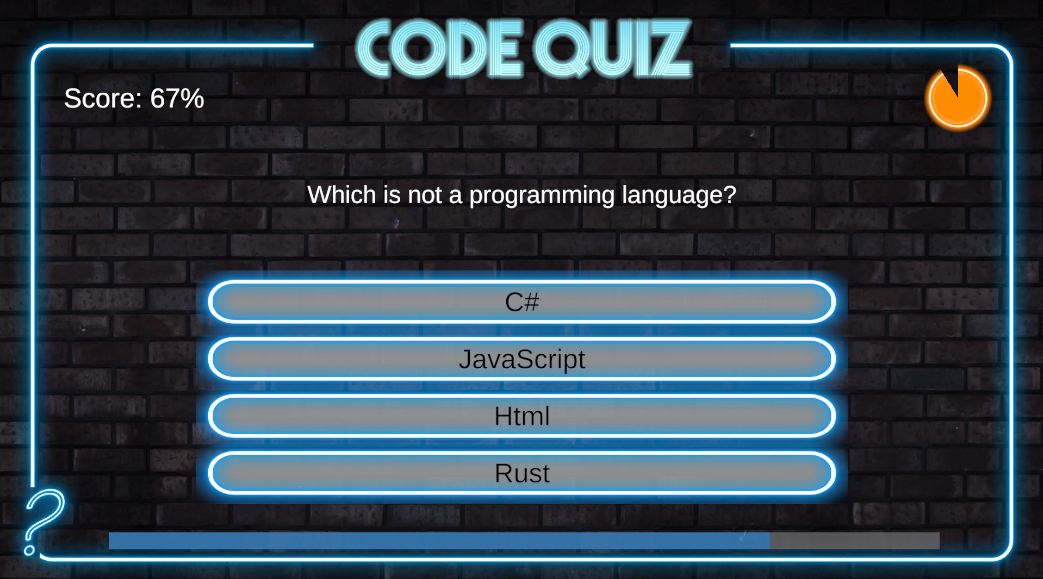 CODE QUIZ
Score: 67%
Which is not a programming language?
C#
JavaScript
Html
Rust
?